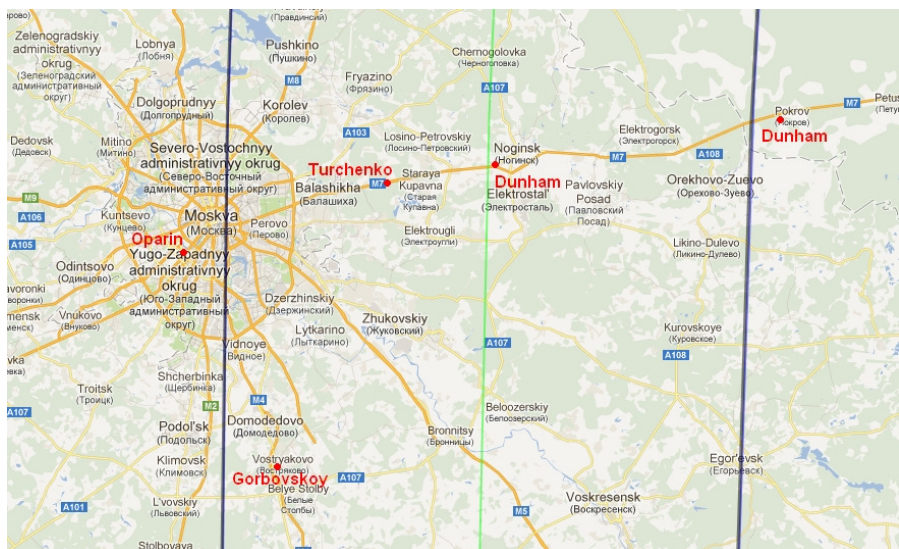 Zelenogradskiy
administrativnyy
okrug
(Зеленоградский
административный
округ)
Lobnya
(Лобня)
(Правдинский)
Pushkino
(Пушкино)
Chernogolovka
(Черноголовка)
A107
M8
Fryazino
(Фрязино)
Dolgoprudnyy
(Долгопрудный)
Korolev
(Королев)
Dedovsk
(Дедовск)
Mitino
(Митино)
Severo-Vostochnyy
administrativnyy okrug
(Северо-Восточный
административный округ)
A103
Losino-Petrovskiy
(Лосино-Петровский)
Noginsk
(Ногинск)
Elektrogorsk
(Электрогорск)
M7
A108
Pokrov
(Покров)
M7
Dunham
Turchenko
M7
Balashikha
(Балашиха)
Staraya
Kupavna
(Старая
Купавна)
Dunham
Elektrostal'
(Электросталь)
Pavlovskiy
Posad
(Павловский
Посад)
Orekhovo-Zuevo
(Орехово-Зуево)
M9
A106
Kuntsevo
(Кунцево)
Moskva
(Москва)
Perovo
(Перово)
Elektrougli
(Электроугли)
Likino-Dulevo
(Ликино-Дулево)
A105
Oparin
Yugo-Zapadnyy
administrativnyy
okrug
(Юго-Западный
административный
округ)
Odintsovo
(Одинцово)
Vnukovo
(Внуково)
Dzerzhinskiy
(Дзержинский)
Lytkarino
(Лыткарино)
Zhukovskiy
(Жуковский)
Kurovskoye
(Куровское)
A108
A107
Vidnoye
(Видное)
Shcherbinka
(Щербинка)
Troitsk
(Троицк)
A107
M2
M4
Podol'sk
(Подольск)
Domodedovo
(Домодедово)
Beloozerskiy
(Белоозерский)
Bronnitsy
(Бронницы)
Klimovsk
(Климовск)
Vostryakovo
(Востряково)
Gorbovskoy
A107
Belye Stolby
(Белые
Столбы)
Egor'evsk
(Егорьевск)
L'vovskiy
(Львовский)
A101
Voskresensk
(Воскресенск)
M5
Stolbovaya